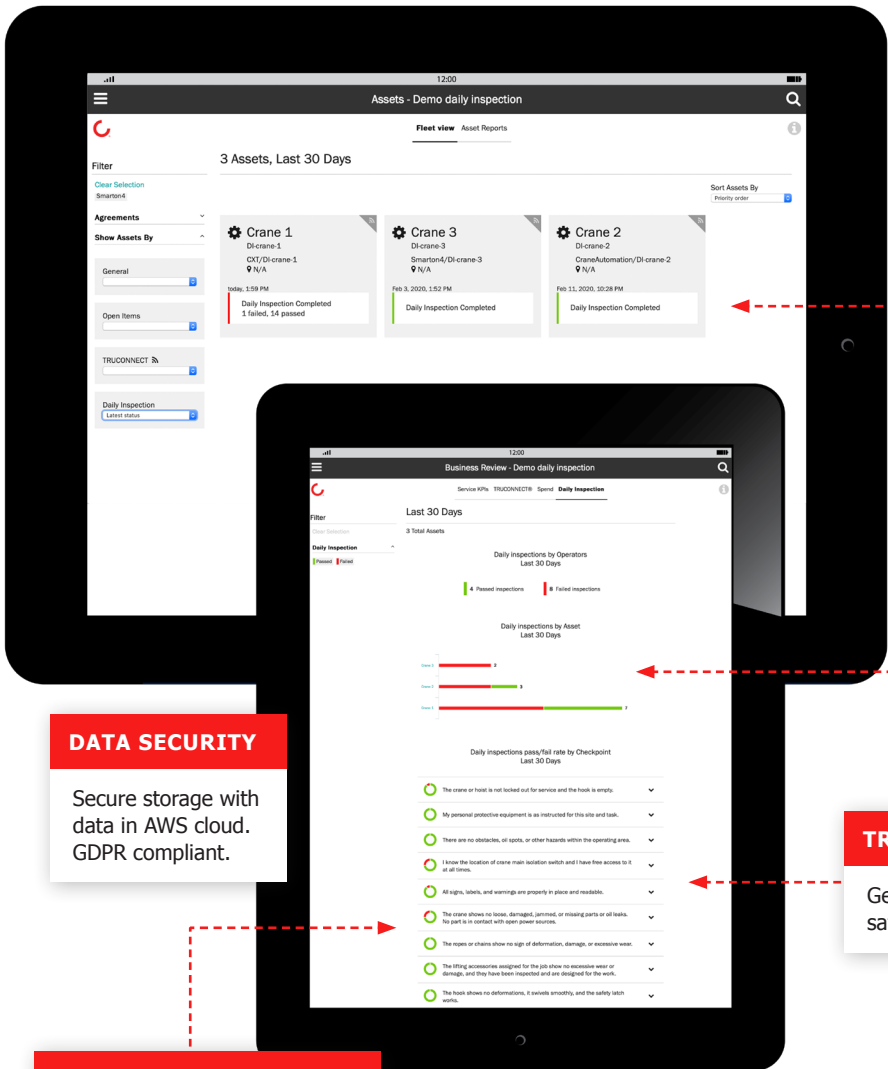 12:00
Assets - Demo daily inspection
Fleet view Asset Reports
Filter
3 Assets, Last 30 Days
Clear Selection
Smarton4
Sort Assets By
Priority order
Agreements
Show Assets By
General
Open Items
TRUCONNECT
Daily Inspection
Latest status
Crane 1
DI-crane-1
CXT/DI-crane-1
N/A
today, 1:59 PM
Daily Inspection Completed
1 failed, 14 passed
Crane 3
DI-crane-3
Smarton4/DI-crane-3
N/A
Feb 3, 2020, 1:52 PM
Daily Inspection Completed
Crane 2
DI-crane-2
CraneAutomation/DI-crane-2
N/A
Feb 11, 2020, 10:28 PM
Daily Inspection Completed
12:00
Business Review - Demo daily inspection
Service KPIs TRUCONNECT® Spend Daily Inspection
Filter
Clear Selection
Daily Inspection
Passed Failed
Last 30 Days
3 Total Assets
Daily inspections by Operators
Last 30 Days
4 Passed inspections
8 Failed inspections
Daily inspections by Asset
Last 30 Days
2
3
7
Daily inspections pass/fail rate by Checkpoint
Last 30 Days
The crane or hoist is not locked out for service and the hook is empty.
My personal protective equipment is as instructed for this site and task.
There are no obstacles, oil spots, or other hazards within the operating area.
I know the location of crane main isolation switch and I have free access to it
at all times.
All signs, labels, and warnings are properly in place and readable.
The crane shows no loose, damaged, jammed, or missing parts or oil leaks.
No part is in contact with open power sources.
The ropes or chains show no sign of deformation, damage, or excessive wear.
The lifting accessories assigned for the job show no excessive wear or
damage, and they have been inspected and are designed for the work.
The hook shows no deformations, it swivels smoothly, and the safety latch
works.
DATA SECURITY
Secure storage with
data in AWS cloud.
GDPR compliant.
TR
Ge
sa